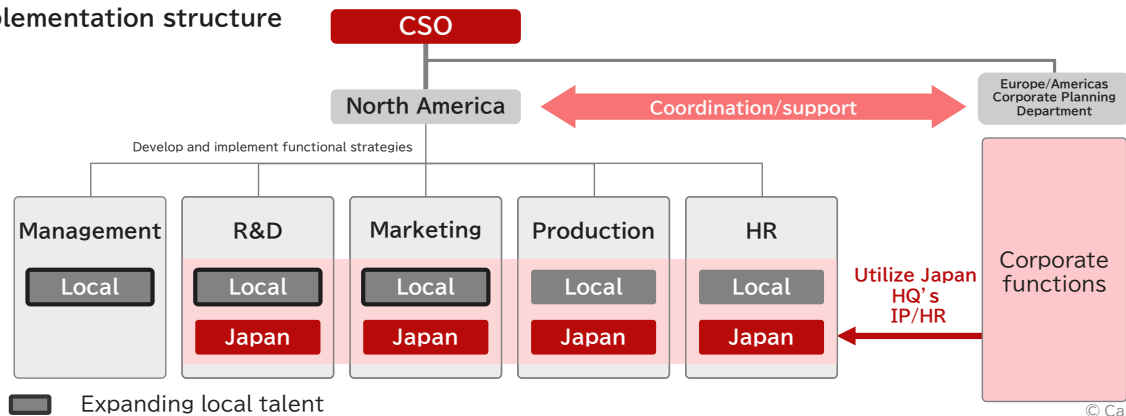 plementation structure
CSO
North America
Coordination/support
Europe/Americas
Corporate Planning
Department
Develop and implement functional strategies
Management
R&D
Marketing
Production
HR
Local
Local
Local
Local
Local
Japan
Japan
Japan
Japan
Utilize Japan
HQ's
IP/HR
Corporate
functions
Expanding local talent
© Ca